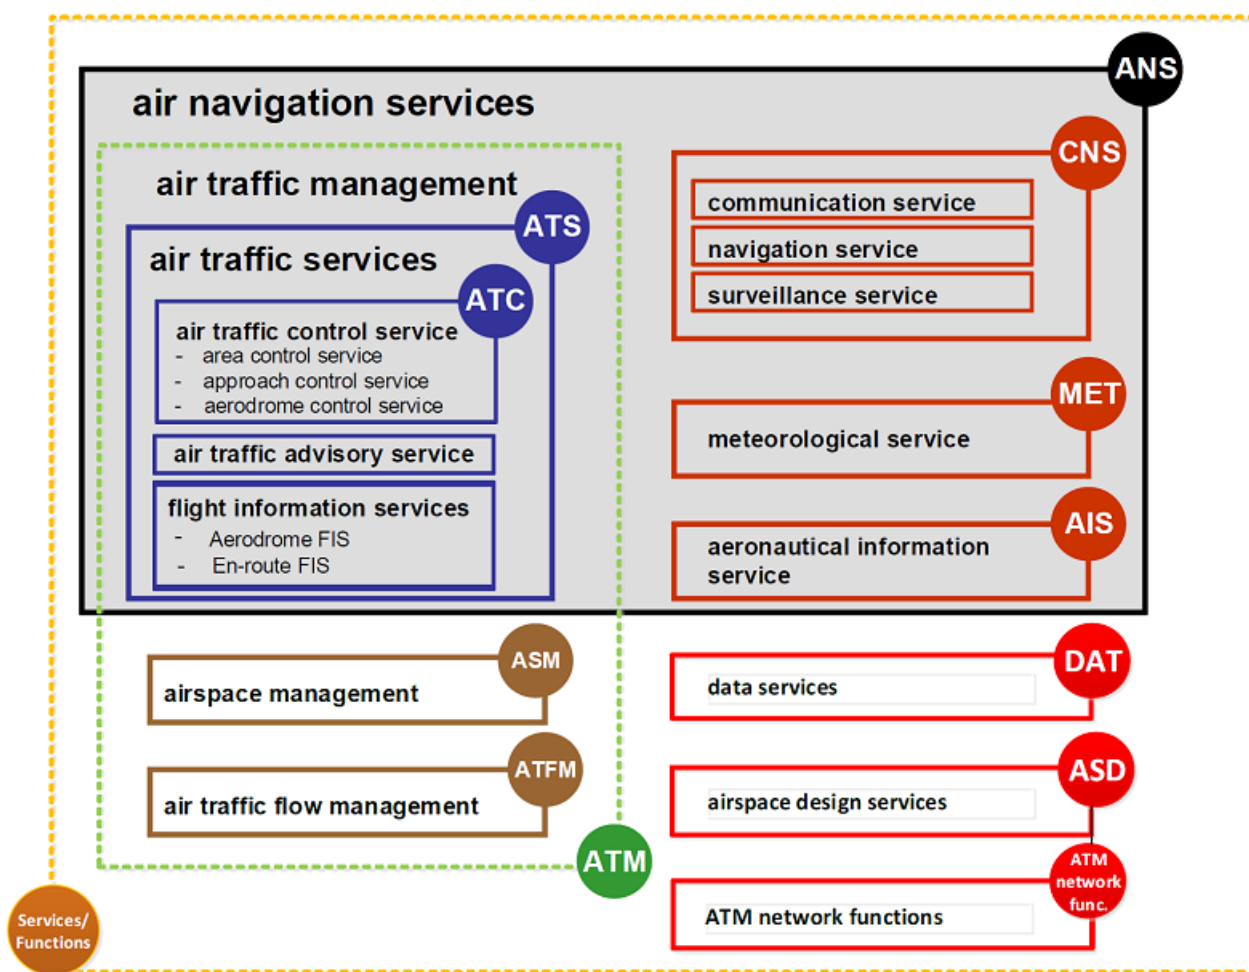 ANS
air navigation services
CNS
air traffic management
communication service
ATS
navigation service
air traffic services
surveillance service
ATC
air traffic control service
- area control service
- approach control service
- aerodrome control service
MET
meteorological service
air traffic advisory service
flight information services
- Aerodrome FIS
- En-route FIS
AIS
aeronautical information
service
ASM
airspace management
DAT
data services
ATFM
air traffic flow management
ASD
airspace design services
ATM
ATM
network
func.
ATM network functions
Services/
Functions